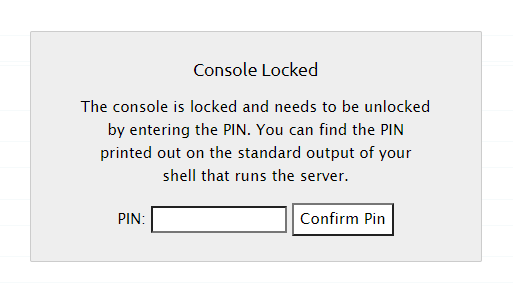 Console Locked
The console is locked and needs to be unlocked
by entering the PIN. You can find the PIN
printed out on the standard output of your
shell that runs the server.
PIN: Confirm Pin